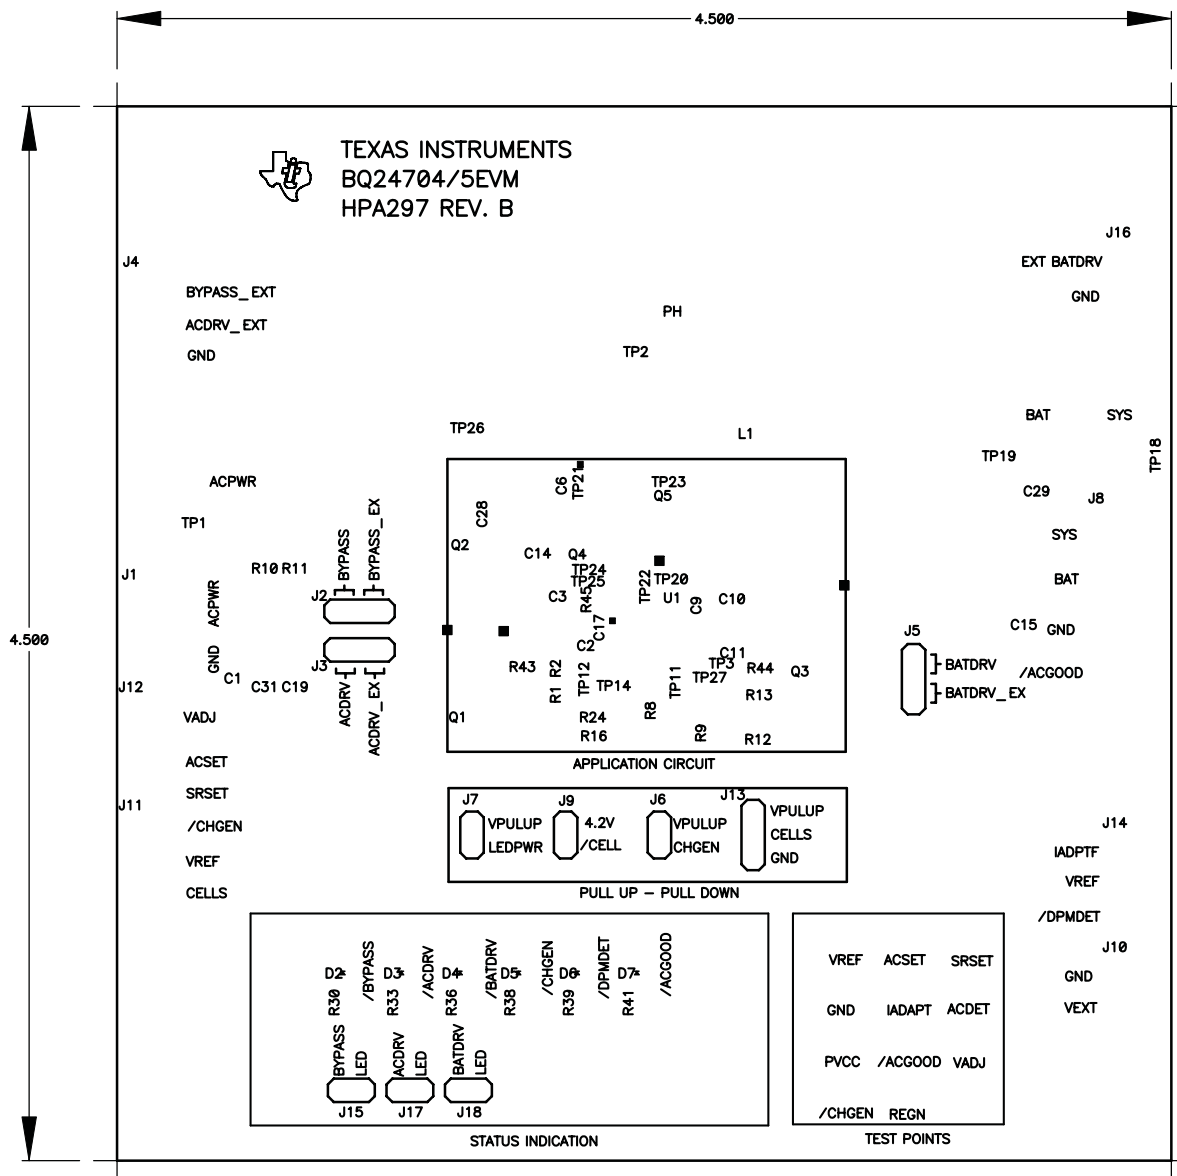 4.500
TEXAS INSTRUMENTS
BQ24704/5EVM
HPA297 REV. B
J16
J4
EXT BATDRV
BYPASS_EXT
GND
PH
ACDRV_EXT
TP2
GND
BAT
SYS
TP26
L1
TP19
TP18
ACPWR
C6
TP21
TP23
Q5
C29
J8
C28
TP1
SYS
BYPASS
BYPASS_EX
Q2
C14
Q4
R10
R11
TP24
TP25
TP22
TP20
J1
BAT
ACPWR
J2
C3
R45
U1
C9
C10
C17
C15
GND
J5
4.500
GND
J3
C2
C11
R43
R2
TP3
R44
Q3
BATDRV
/ACGOOD
C1
C31
C19
J12
R1
TP12
TP14
TP11
TP27
R13
BATDRV_EX
ACDRV
ACDRV_EX
VADJ
Q1
R24
R8
R16
R9
R12
ACSET
APPLICATION CIRCUIT
SRSET
J11
J7
J9
J6
J13
VPULUP
4.2V
VPULUP
VPULUP
/CHGEN
J14
CELLS
LEDPWR
/CELL
CHGEN
GND
IADPTF
VREF
VREF
CELLS
PULL UP - PULL DOWN
/DPMDET
J10
D2*
/BYPASS
D3*
/ACDRV
D4*
/BATDRV
D5*
/CHGEN
D6*
/DPMDET
D7*
/ACGOOD
VREF
ACSET
SRSET
GND
R30
R33
R36
R38
R39
R41
GND
IADAPT
ACDET
VEXT
BYPASS
LED
ACDRV
LED
BATDRV
LED
PVCC
/ACGOOD
VADJ
J15
J17
J18
/CHGEN
REGN
STATUS INDICATION
TEST POINTS